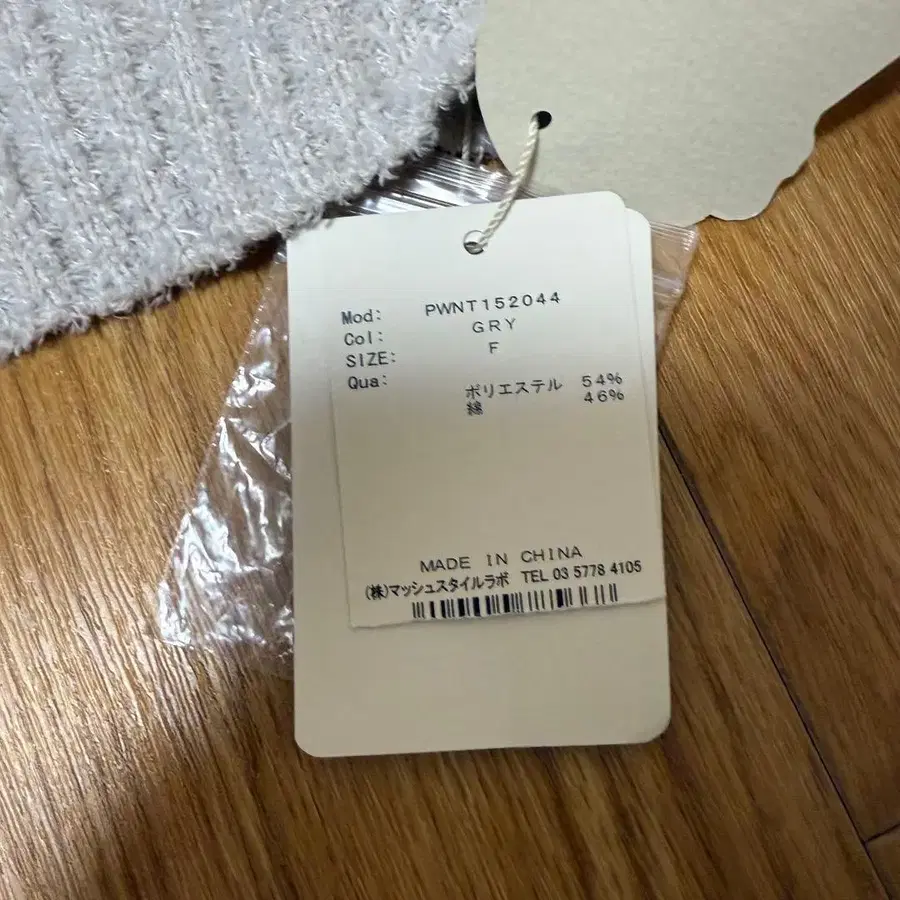 Mod: PWNT152044
Col: GRY
SIZE: F
Qua: ポリエステル 54%
綿 46%
MADE IN CHINA
(株)マッシュスタイルラボ TEL 03 5778 4105